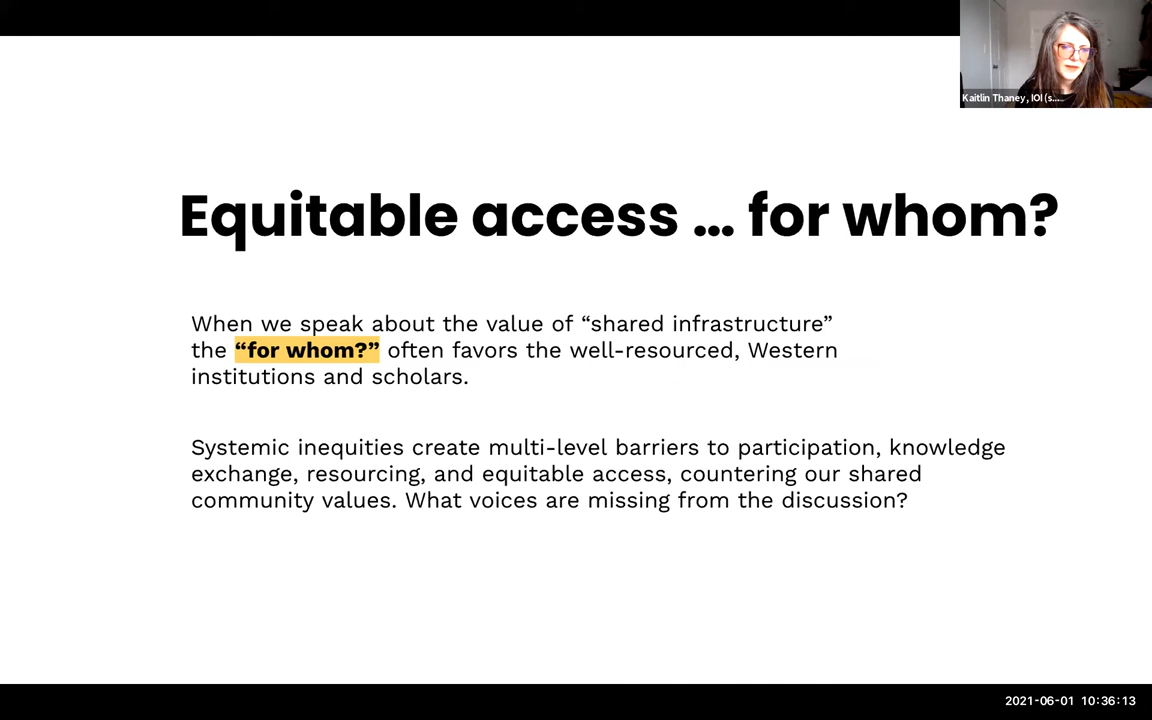 Kaitlin Thaney, IOI (s...
Equitable access ... for whom?
When we speak about the value of “shared infrastructure”
the “for whom?” often favors the well-resourced, Western
institutions and scholars.
Systemic inequities create multi-level barriers to participation, knowledge
exchange, resourcing, and equitable access, countering our shared
community values. What voices are missing from the discussion?
2021-06-01 10:36:13